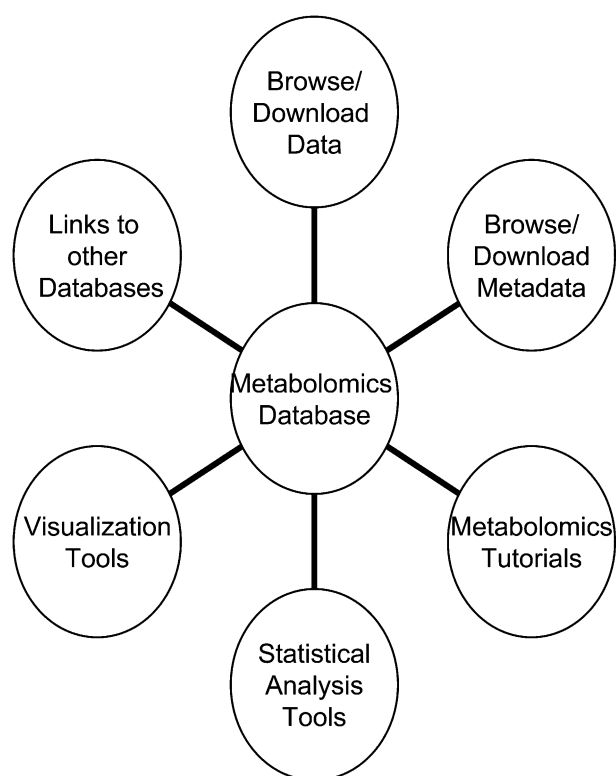 Browse/
Download
Data
Links to
other
Databases
Browse/
Download
Metadata
Metabolomics
Database
Visualization
Tools
Metabolomics
Tutorials
Statistical
Analysis
Tools